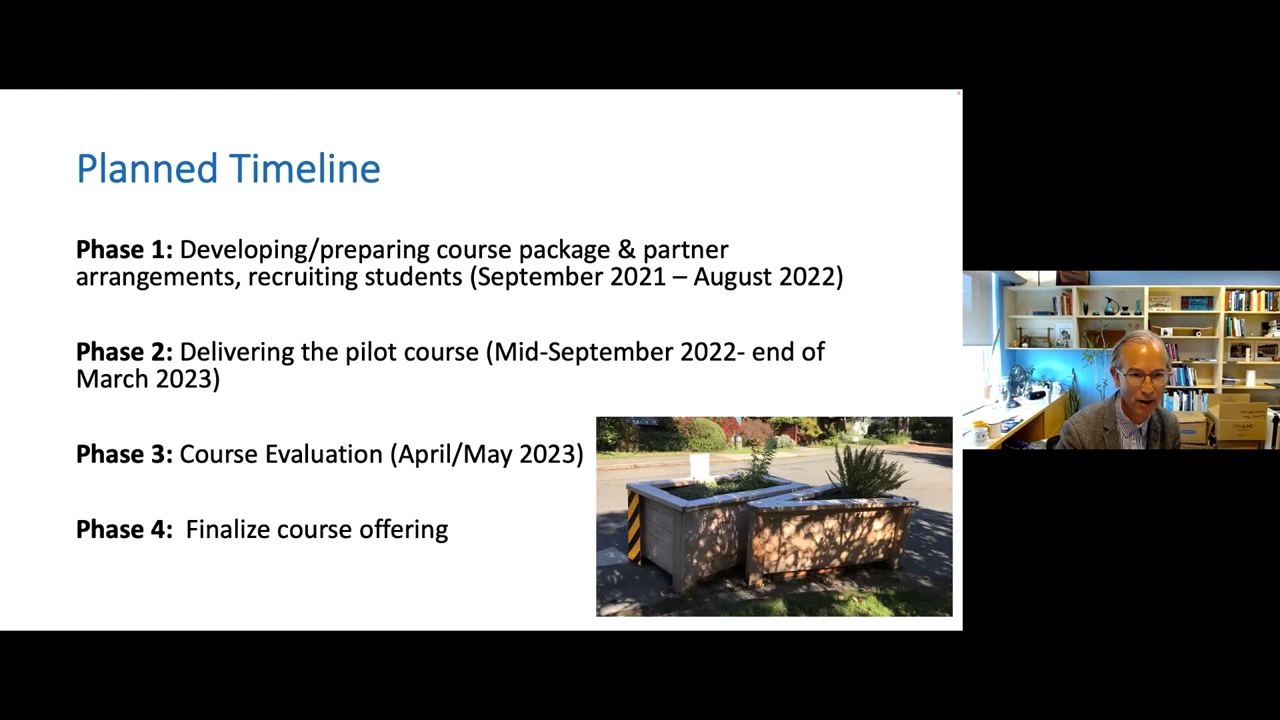 Planned Timeline
Phase 1: Developing/preparing course package & partner
arrangements, recruiting students (September 2021 – August 2022)
Phase 2: Delivering the pilot course (Mid-September 2022- end of
March 2023)
Phase 3: Course Evaluation (April/May 2023)
Phase 4:  Finalize course offering